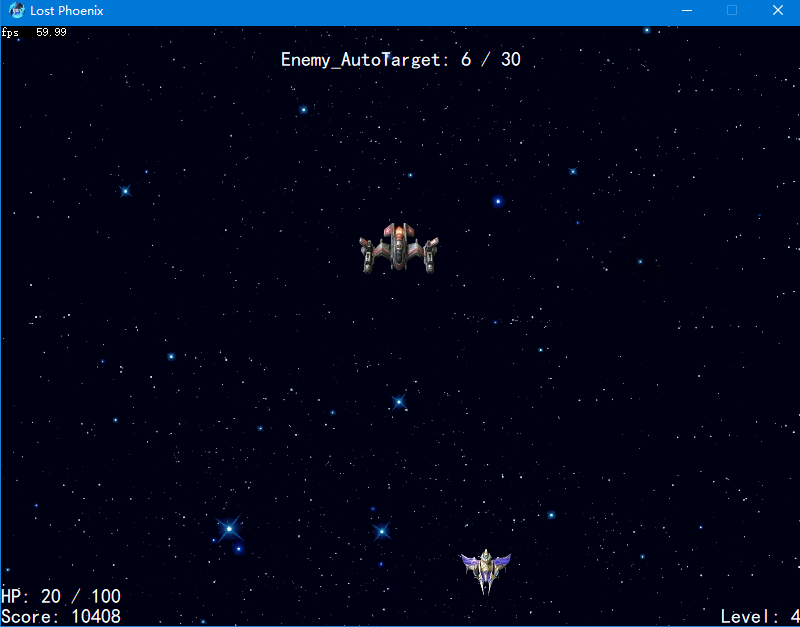 Lost Phoenix
fps 59.99
Enemy_AutoTarget: 6 / 30
HP: 20 / 100
Score: 10408
Level: 4